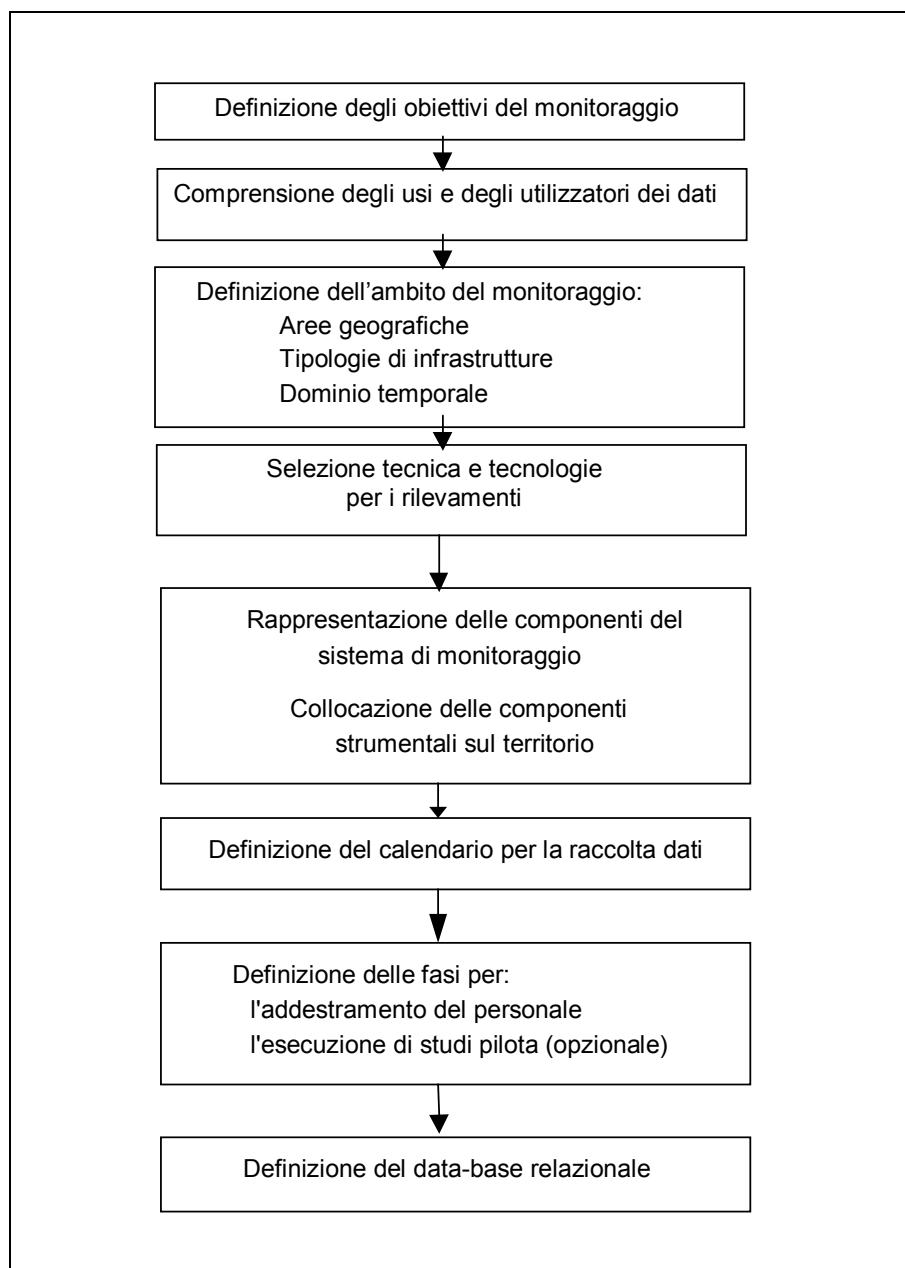 Definizione degli obiettivi del monitoraggio
Comprensione degli usi e degli utilizzatori dei dati
Definizione dell'ambito del monitoraggio:
Aree geografiche
Tipologie di infrastrutture
Dominio temporale
Selezione tecnica e tecnologie
per i rilevamenti
Rappresentazione delle componenti del
sistema di monitoraggio
Collocazione delle componenti
strumentali sul territorio
Definizione del calendario per la raccolta dati
Definizione delle fasi per:
l'addestramento del personale
l'esecuzione di studi pilota (opzionale)
Definizione del data-base relazionale